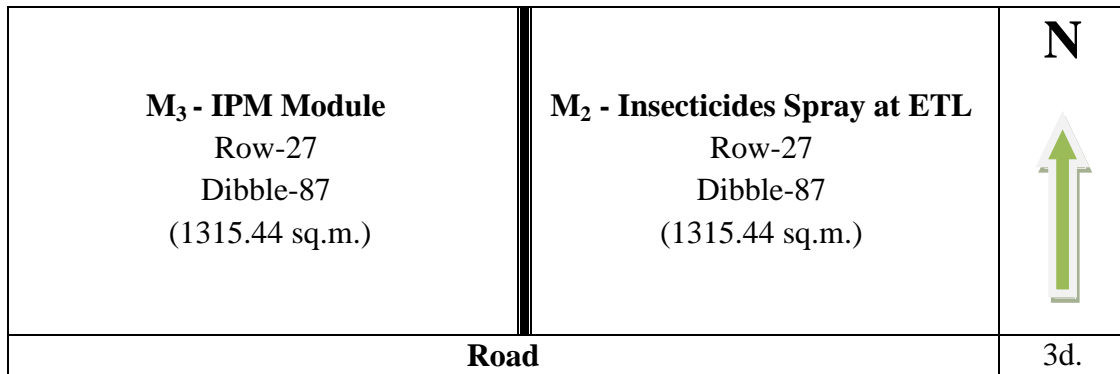 M₃ - IPM Module
Row-27
Dibble-87
(1315.44 sq.m.)
M₂ - Insecticides Spray at ETL
Row-27
Dibble-87
(1315.44 sq.m.)
N
Road
3d.